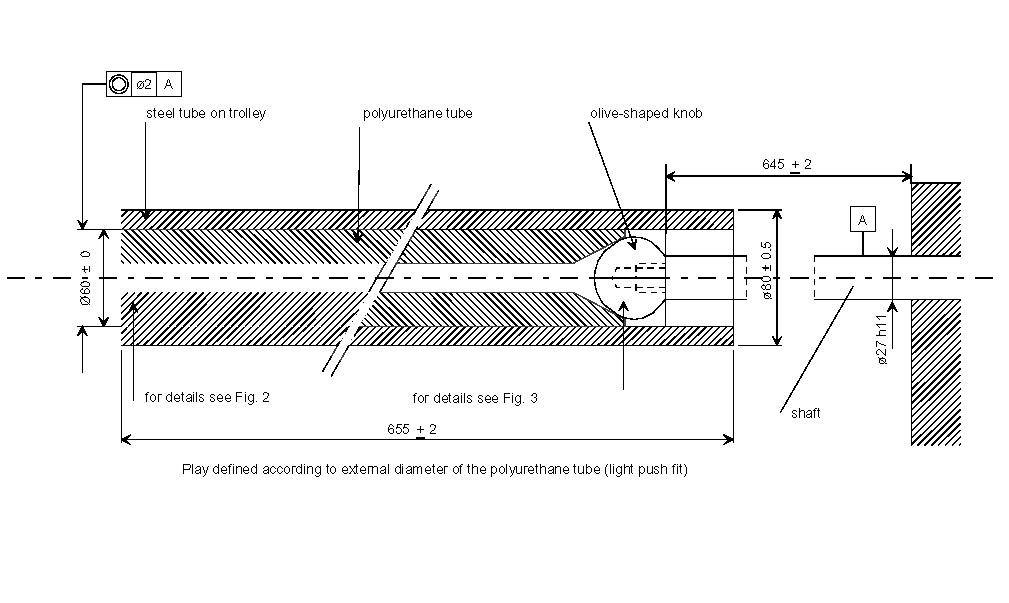 ø2 A
steel tube on trolley
polyurethane tube
olive-shaped knob
645 ± 2
A
Ø60 ± 0
ø80 ± 0.5
ø27 h11
for details see Fig. 2
for details see Fig. 3
shaft
655 ± 2
Play defined according to external diameter of the polyurethane tube (light push fit)